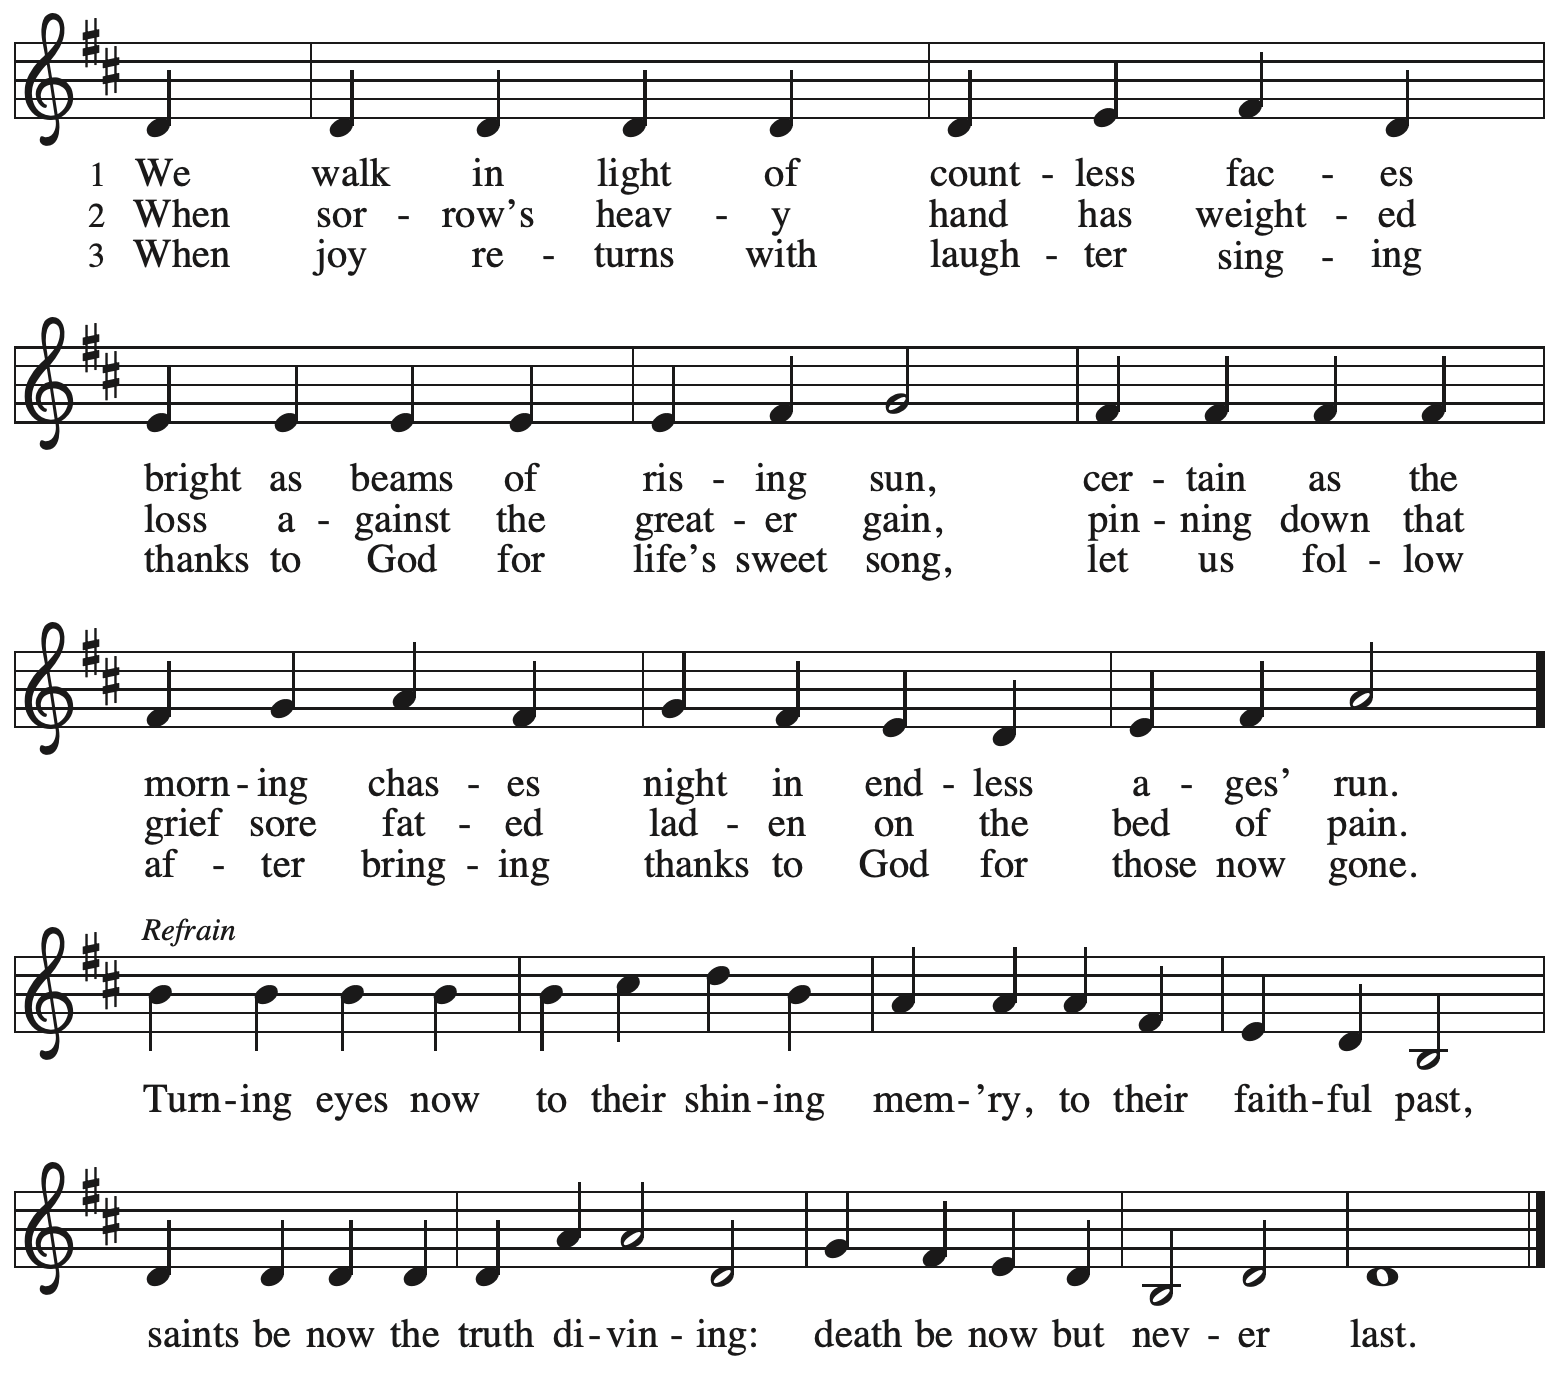 1 We walk in light of count - less fac - es
2 When sor - row's heav - y hand has weight - ed
3 When joy re - turns with laugh - ter sing - ing
bright as beams of ris - ing sun, cer - tain as the
loss a - gainst the great - er gain, pin - ning down that
thanks to God for life's sweet song, let us fol - low
morn - ing chas - es night in end - less a - ges' run.
grief sore fat - ed lad - en on the bed of pain.
af - ter bring - ing thanks to God for those now gone.
Refrain
Turn - ing eyes now to their shin - ing mem - 'ry, to their faith - ful past,
saints be now the truth di - vin - ing: death be now but nev - er last.